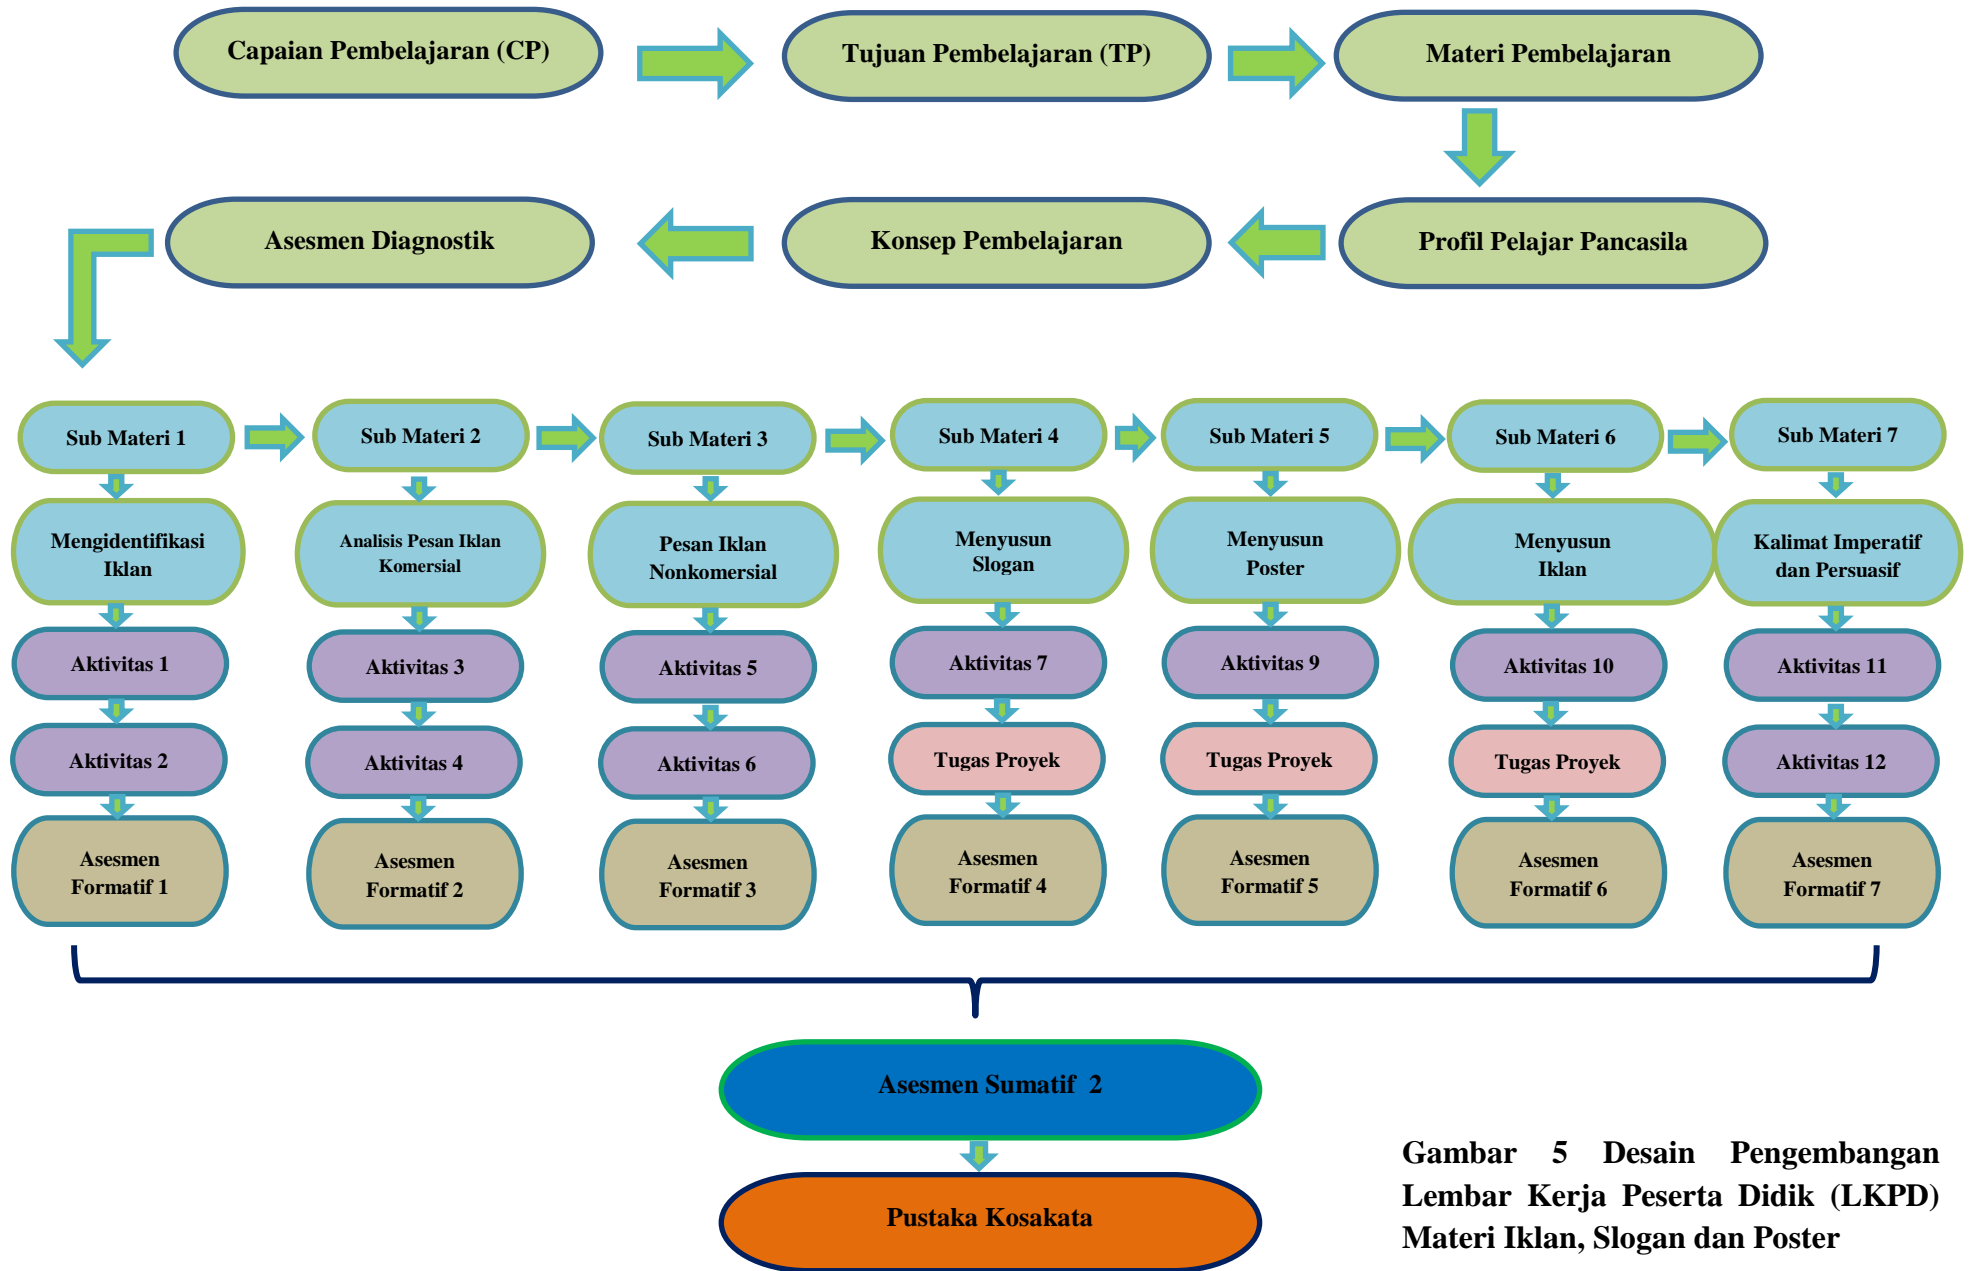 Capaian Pembelajaran (CP)
Tujuan Pembelajaran (TP)
Materi Pembelajaran
Asesmen Diagnostik
Konsep Pembelajaran
Profil Pelajar Pancasila
Sub Materi 1
Sub Materi 2
Sub Materi 3
Sub Materi 4
Sub Materi 5
Sub Materi 6
Sub Materi 7
Mengidentifikasi
Iklan
Analisis Pesan Iklan
Komersial
Pesan Iklan
Nonkomersial
Menyusun
Slogan
Menyusun
Poster
Menyusun
Iklan
Kalimat Imperatif
dan Persuasif
Aktivitas 1
Aktivitas 3
Aktivitas 5
Aktivitas 7
Aktivitas 9
Aktivitas 10
Aktivitas 11
Aktivitas 2
Aktivitas 4
Aktivitas 6
Tugas Proyek
Tugas Proyek
Tugas Proyek
Aktivitas 12
Asesmen
Formatif 1
Asesmen
Formatif 2
Asesmen
Formatif 3
Asesmen
Formatif 4
Asesmen
Formatif 5
Asesmen
Formatif 6
Asesmen
Formatif 7
Asesmen Sumatif 2
Pustaka Kosakata
Gambar 5 Desain Pengembangan
Lembar Kerja Peserta Didik (LKPD)
Materi Iklan, Slogan dan Poster